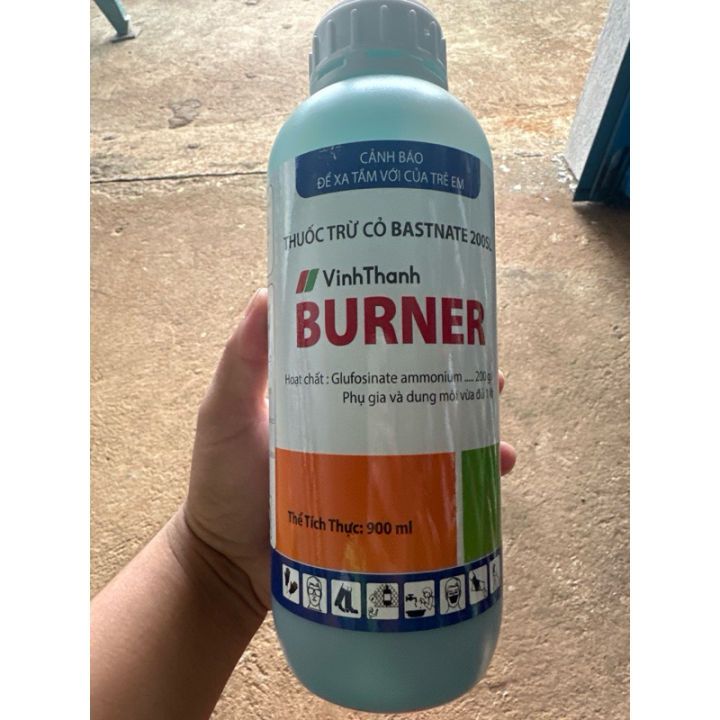 CẢNH BÁO
ĐỂ XA TẦM VỚI CỦA TRẺ EM
THUỐC TRỪ CỎ BASTNATE 200SL
VinhThanh
BURNER
Hoạt chất : Glufosinate ammonium ..... 200 g
Phụ gia và dung môi vừa đủ 1
Thể Tích Thực: 900 ml